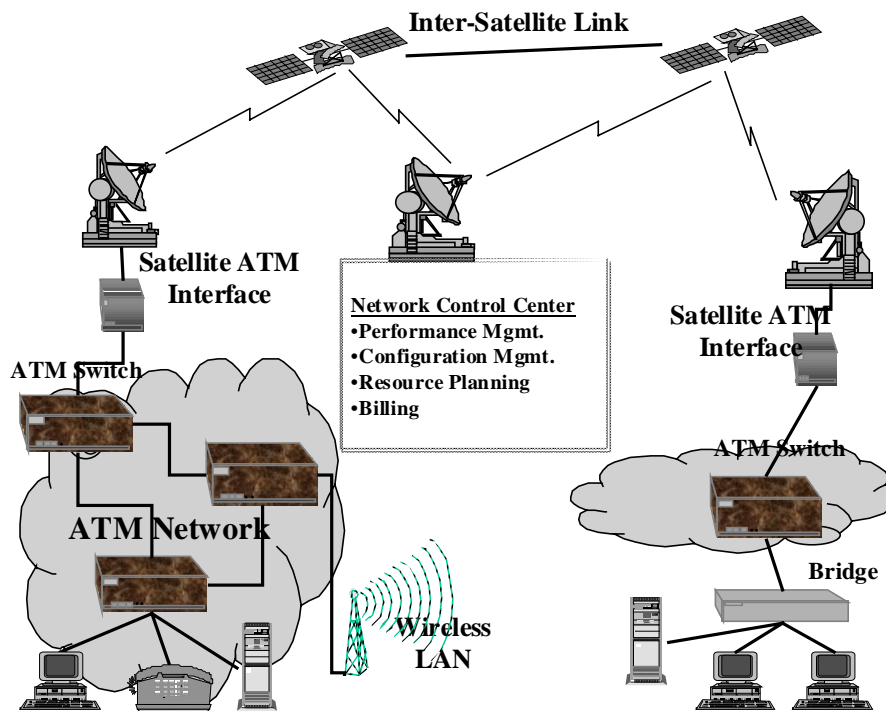 Inter-Satellite Link
Satellite ATM
Interface
Network Control Center
•Performance Mgmt.
•Configuration Mgmt.
•Resource Planning
•Billing
Satellite ATM
Interface
ATM Switch
ATM Switch
ATM Network
Bridge
Wireless
LAN